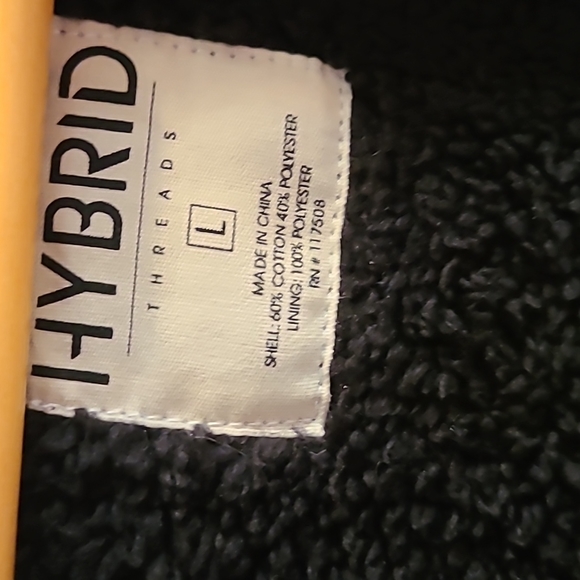 HYBRID
THREADS
L
MADE IN CHINA
SHELL: 60% COTTON 40% POLYESTER
LINING: 100% POLYESTER
RN# 117508